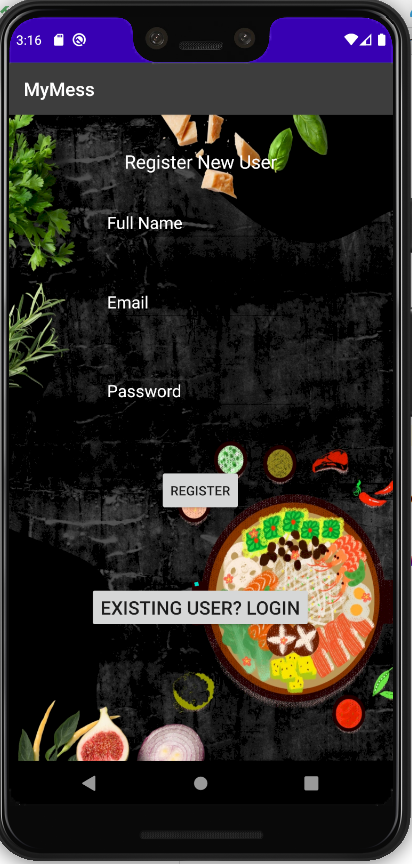 3:16
MyMess
Register New User
Full Name
Email
Password
REGISTER
EXISTING USER? LOGIN